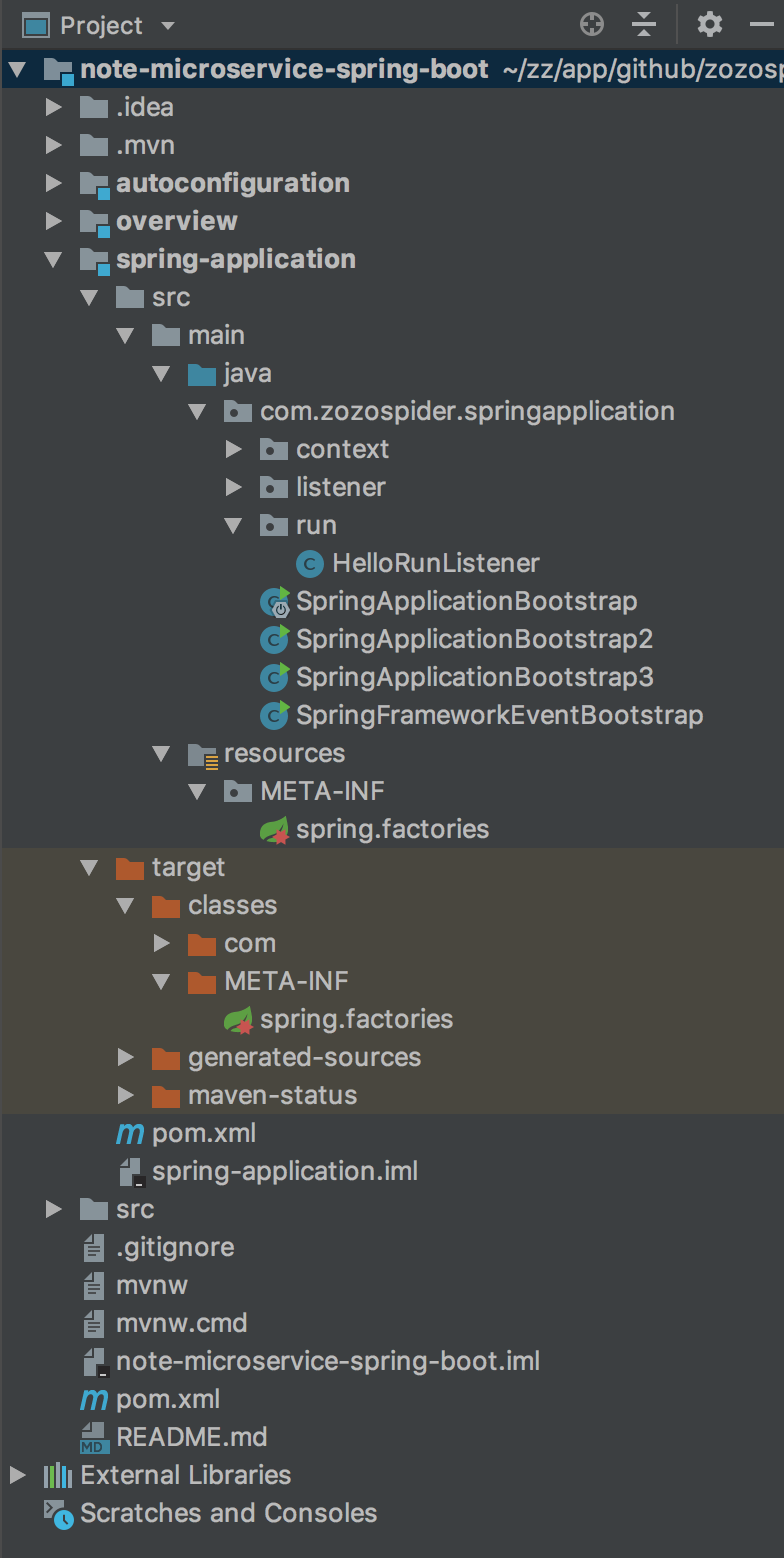 Project
note-microservice-spring-boot ~/zz/app/github/zozosp
.idea
.mvn
autoconfiguration
overview
spring-application
src
main
java
com.zozospider.springapplication
context
listener
run
C HelloRunListener
C SpringApplicationBootstrap
C SpringApplicationBootstrap2
C SpringApplicationBootstrap3
C SpringFrameworkEventBootstrap
resources
META-INF
spring.factories
target
classes
com
META-INF
spring.factories
generated-sources
maven-status
m pom.xml
spring-application.iml
src
.gitignore
mvnw
mvnw.cmd
note-microservice-spring-boot.iml
m pom.xml
MD README.md
External Libraries
Scratches and Consoles